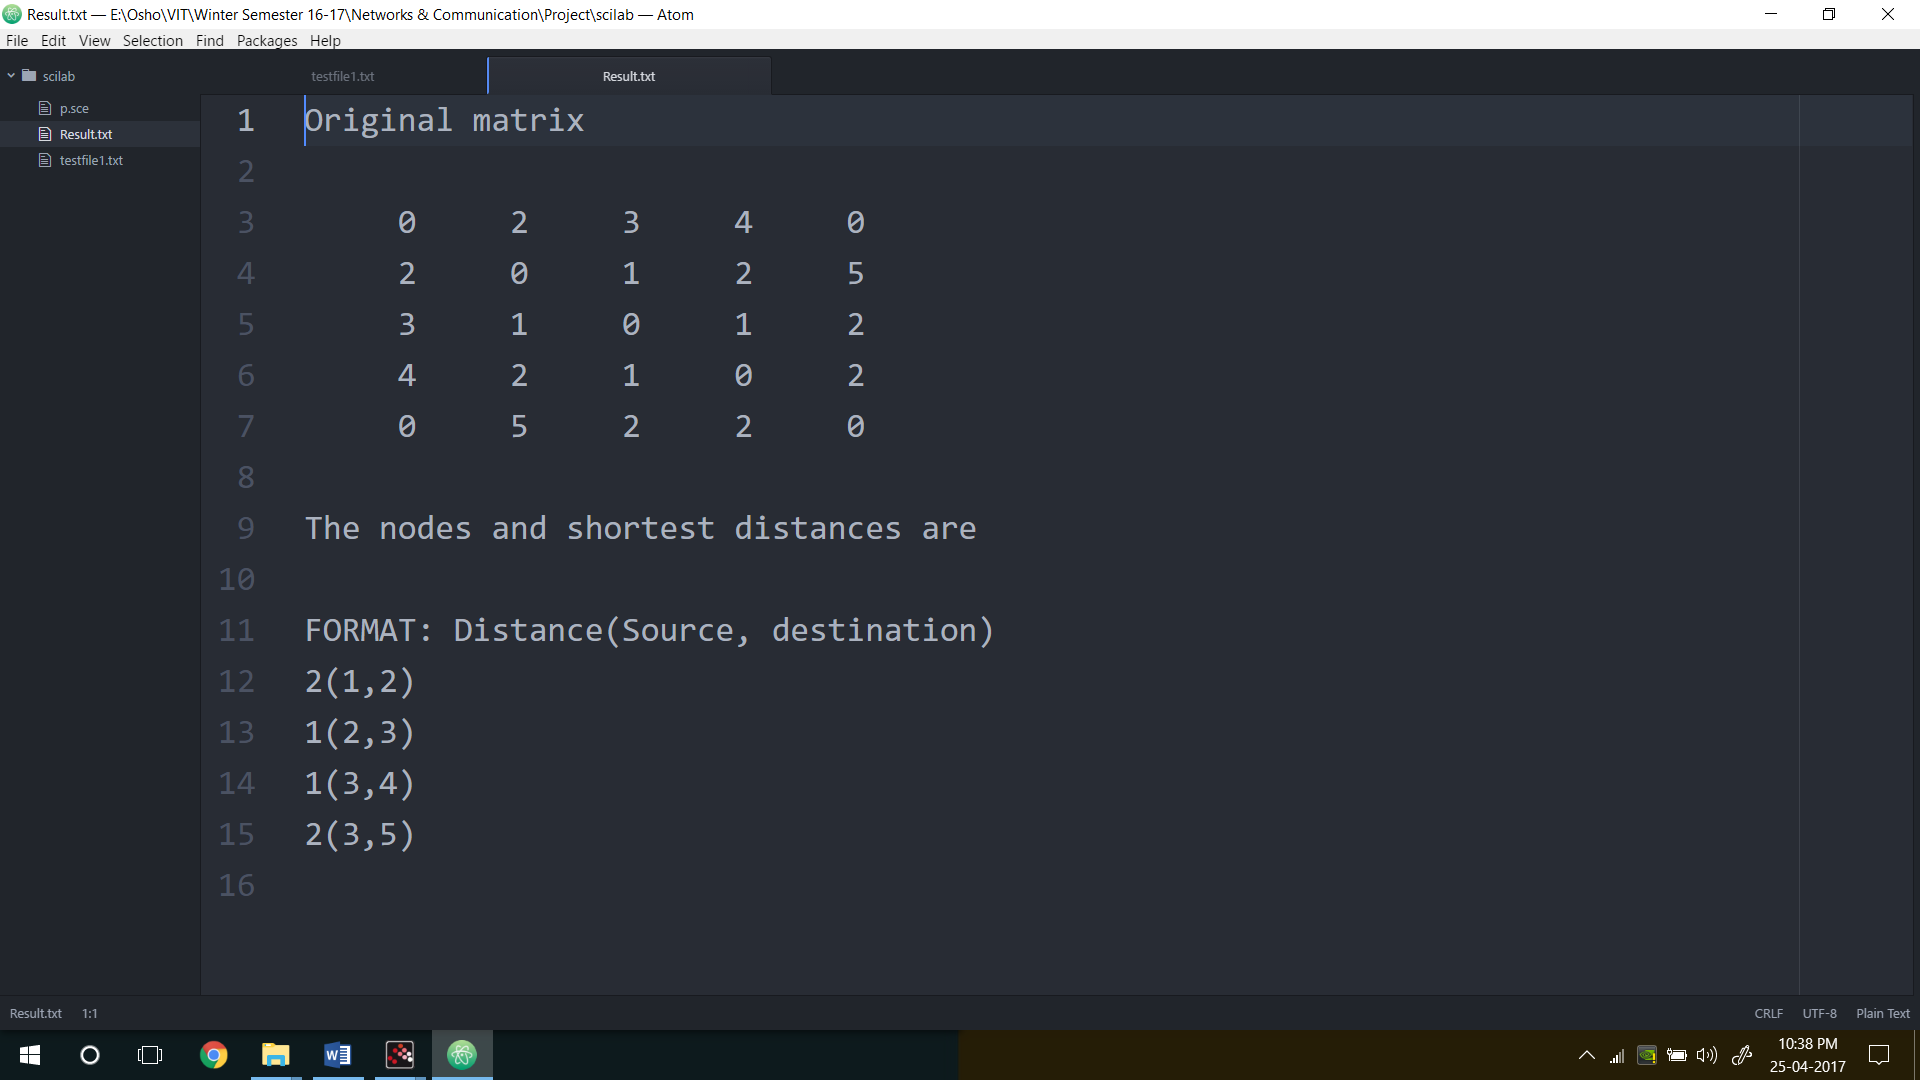 Result.txt — E:\Osho\VIT\Winter Semester 16-17\Networks & Communication\Project\scilab — Atom
File Edit View Selection Find Packages Help
scilab
p.sce
Result.txt
testfile1.txt
testfile1.txt Result.txt
1 Original matrix
2
3 0 2 3 4 0
4 2 0 1 2 5
5 3 1 0 1 2
6 4 2 1 0 2
7 0 5 2 2 0
8
9 The nodes and shortest distances are
10
11 FORMAT: Distance(Source, destination)
12 2(1,2)
13 1(2,3)
14 1(3,4)
15 2(3,5)
16
Result.txt 1:1 CRLF UTF-8 Plain Text
10:38 PM
25-04-2017